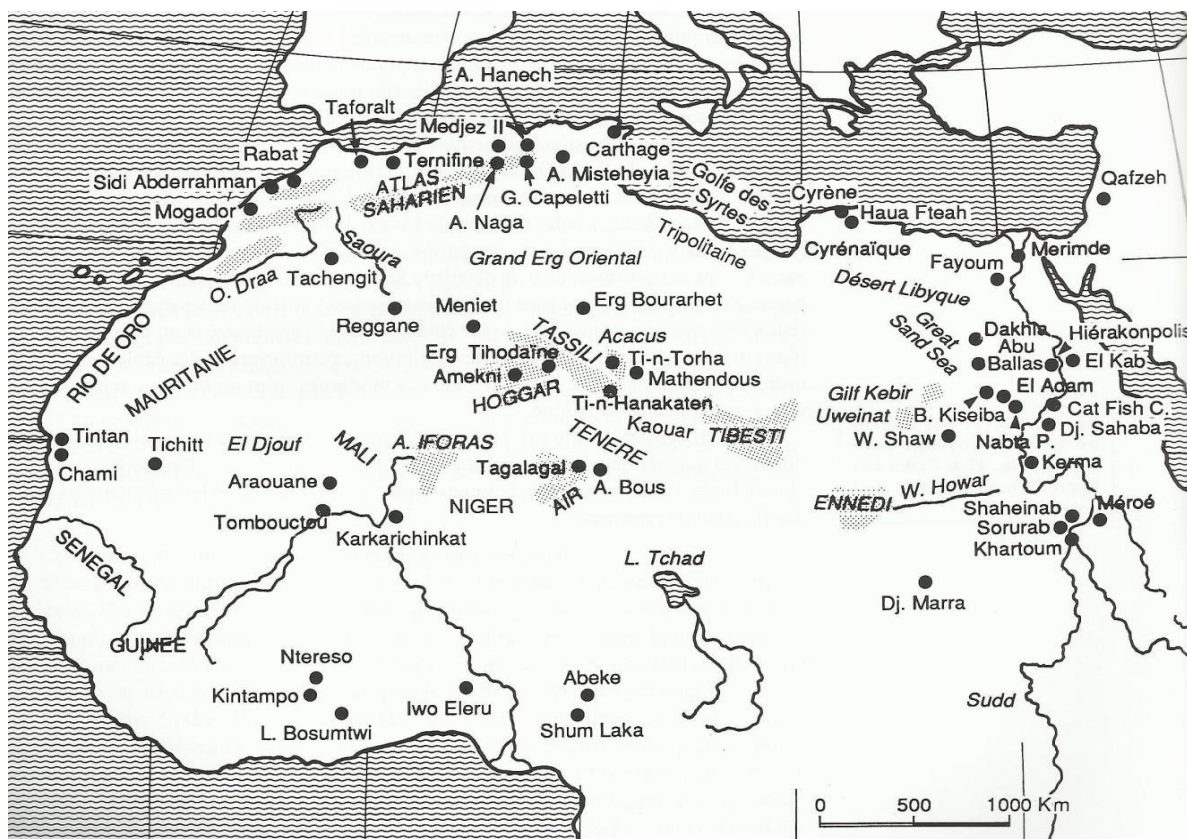 A. Hanech
Taforalt
Medjez II
Rabat
Ternifine
Carthage
Sidi Abderrahman
ATLAS
SAHARIEN
A. Misteheyia
Golfe des
Syrtes
Cyrène
Qafzeh
Mogador
G. Capeletti
A. Naga
Haua Fteah
Saoura
Tripolitaine
Cyrénaïque
Merimde
O. Draa
Tachengit
Grand Erg Oriental
Fayoum
Désert Libyque
Meniet
Erg Bourarhet
Reggane
RIO DE ORO
MAURITANIE
TASSILI
Acacus
Great
Sand Sea
Dakhla
Hiérakonpolis
Abu
Ballas
El Kab
Erg Tihodaïne
Ti-n-Torha
Amekni
Mathendous
HOGGAR
El Adam
Gilf Kebir
Ti-n-Hanakaten
Uweinat
B. Kiseiba
Cat Fish C.
Kaouar
TIBESTI
Tintan
Tichitt
El Djouf
MALI
A. IFORAS
TENERE
W. Shaw
Nabta P.
Dj. Sahaba
Chami
Tagalagal
Kerma
Araouane
A. Bous
AIR
NIGER
ENNEDI
W. Howar
Shaheinab
Méroé
Tombouctou
Karkarichinkat
Sorurab
Khartoum
SENEGAL
L. Tchad
Dj. Marra
GUINEE
Ntereso
Kintampo
Abeke
Iwo Eleru
L. Bosumtwi
Shum Laka
Sudd
0 500 1000 Km